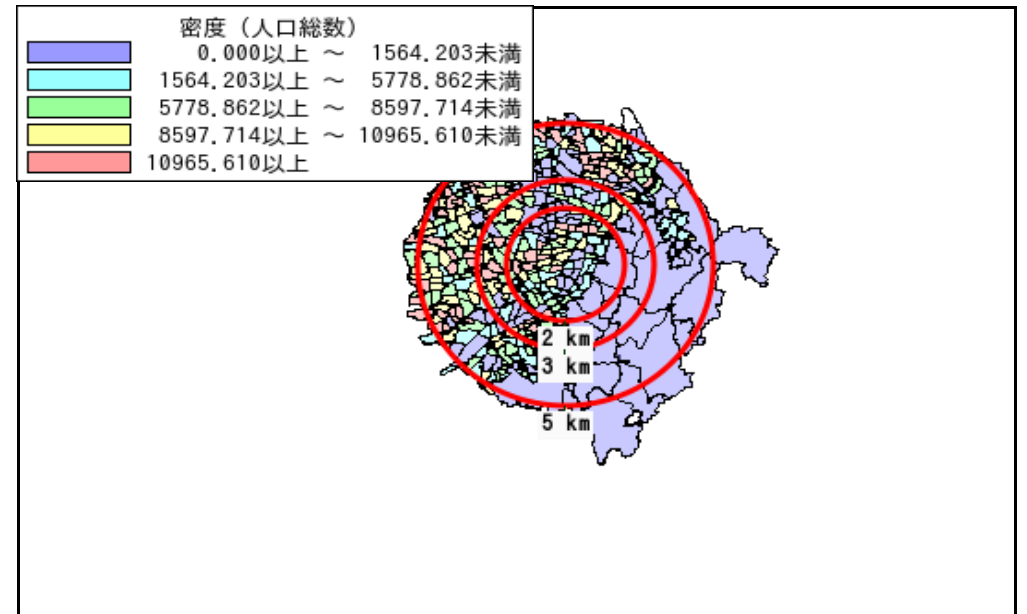 密度（人口総数）
0.000以上 ～ 1564.203未満
1564.203以上 ～ 5778.862未満
5778.862以上 ～ 8597.714未満
8597.714以上 ～ 10965.610未満
10965.610以上
2 km
3 km
5 km